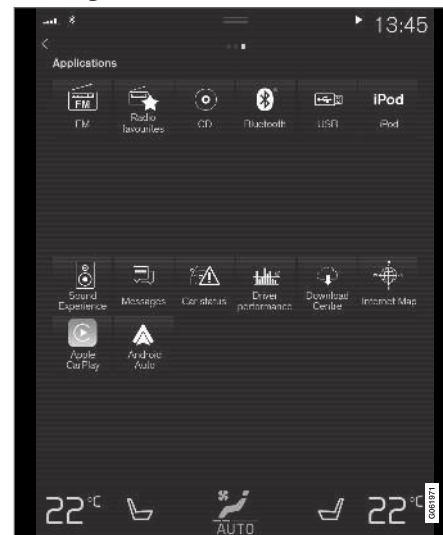 13:45
Applications
FM
iPod
FM
Radio favourites
CD
Bluetooth
USB
iPod
Sound Experience
Messages
Car status
Driver performance
Download Centre
Internet Map
Apple CarPlay
Android Auto
22°C
AUTO
22°C
G061971